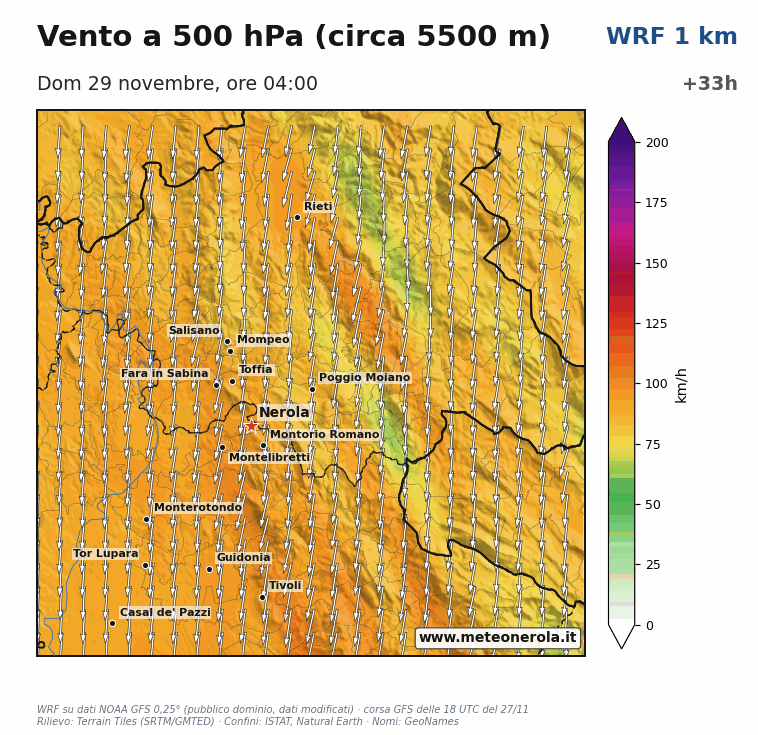 Vento a 500 hPa (circa 5500 m)
WRF 1 km
Dom 29 novembre, ore 04:00
+33h
Rieti
Salisano
Mompeo
Fara in Sabina
Toffia
Poggio Moiano
Nerola
Montorio Romano
Montelibretti
Monterotondo
Tor Lupara
Guidonia
Tivoli
Casal de' Pazzi
www.meteonerola.it
200
175
150
125
100
75
50
25
0
km/h
WRF su dati NOAA GFS 0,25° (pubblico dominio, dati modificati) · corsa GFS delle 18 UTC del 27/11
Rilievo: Terrain Tiles (SRTM/GMTED) · Confini: ISTAT, Natural Earth · Nomi: GeoNames